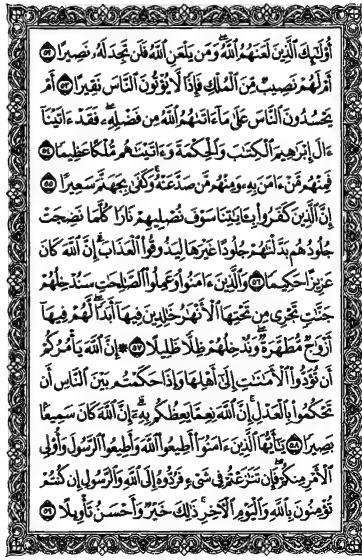 أُوْلَٰٓئِكَ ٱلَّذِينَ لَعَنَهُمُ ٱللَّهُ وَمَن يَلْعَنِ ٱللَّهُ فَلَن تَجِدَ لَهُۥ نَصِيرًا ٥٢
أَمْ لَهُمْ نَصِيبٌ مِّنَ ٱلْمُلْكِ فَإِذًا لَّا يُؤْتُونَ ٱلنَّاسَ نَقِيرًا ٥٣ أَمْ
يَحْسُدُونَ ٱلنَّاسَ عَلَىٰ مَآ ءَاتَىٰهُمُ ٱللَّهُ مِن فَضْلِهِۦ فَقَدْ ءَاتَيْنَآ
ءَالَ إِبْرَٰهِيمَ ٱلْكِتَٰبَ وَٱلْحِكْمَةَ وَءَاتَيْنَٰهُم مُّلْكًا عَظِيمًا ٥٤
فَمِنْهُم مَّنْ ءَامَنَ بِهِۦ وَمِنْهُم مَّن صَدَّ عَنْهُ وَكَفَىٰ بِجَهَنَّمَ سَعِيرًا ٥٥
إِنَّ ٱلَّذِينَ كَفَرُوا۟ بِـَٔايَٰتِنَا سَوْفَ نُصْلِيهِمْ نَارًا كُلَّمَا نَضِجَتْ
جُلُودُهُم بَدَّلْنَٰهُمْ جُلُودًا غَيْرَهَا لِيَذُوقُوا۟ ٱلْعَذَابَ إِنَّ ٱللَّهَ كَانَ
عَزِيزًا حَكِيمًا ٥٦ وَٱلَّذِينَ ءَامَنُوا۟ وَعَمِلُوا۟ ٱلصَّٰلِحَٰتِ سَنُدْخِلُهُمْ
جَنَّٰتٍ تَجْرِى مِن تَحْتِهَا ٱلْأَنْهَٰرُ خَٰلِدِينَ فِيهَآ أَبَدًا لَّهُمْ فِيهَآ
أَزْوَٰجٌ مُّطَهَّرَةٌ وَنُدْخِلُهُمْ ظِلًّا ظَلِيلًا ٥٧ ۞ إِنَّ ٱللَّهَ يَأْمُرُكُمْ
أَن تُؤَدُّوا۟ ٱلْأَمَٰنَٰتِ إِلَىٰٓ أَهْلِهَا وَإِذَا حَكَمْتُم بَيْنَ ٱلنَّاسِ أَن
تَحْكُمُوا۟ بِٱلْعَدْلِ إِنَّ ٱللَّهَ نِعِمَّا يَعِظُكُم بِهِۦٓ إِنَّ ٱللَّهَ كَانَ سَمِيعًۢا
بَصِيرًا ٥٨ يَٰٓأَيُّهَا ٱلَّذِينَ ءَامَنُوٓا۟ أَطِيعُوا۟ ٱللَّهَ وَأَطِيعُوا۟ ٱلرَّسُولَ وَأُو۟لِى
ٱلْأَمْرِ مِنكُمْ فَإِن تَنَٰزَعْتُمْ فِى شَىْءٍ فَرُدُّوهُ إِلَى ٱللَّهِ وَٱلرَّسُولِ إِن كُنتُمْ
تُؤْمِنُونَ بِٱللَّهِ وَٱلْيَوْمِ ٱلْءَاخِرِ ذَٰلِكَ خَيْرٌ وَأَحْسَنُ تَأْوِيلًا ٥٩